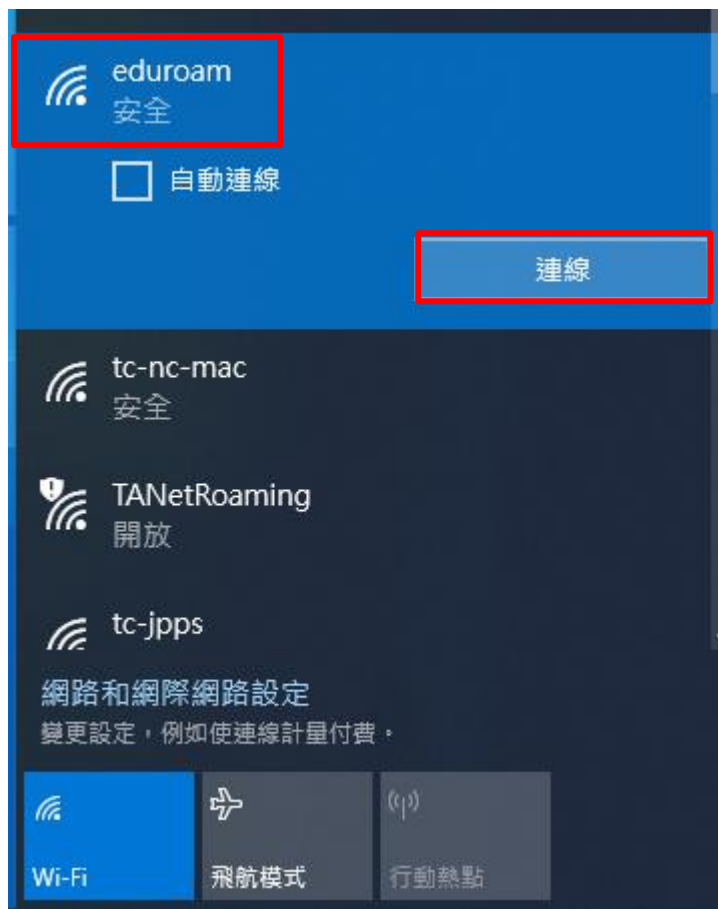 eduroam
安全
自動連線
連線
tc-nc-mac
安全
TANetRoaming
開放
tc-jpps
網路和網際網路設定
變更設定，例如使連線計量付費。
Wi-Fi
飛航模式
行動熱點